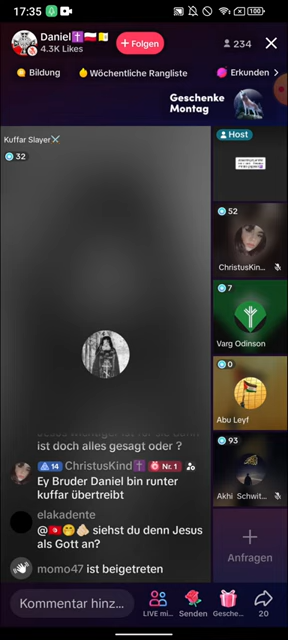 17:35
100
Daniel✝️🇵🇱🇻🇦
4.3K Likes
+ Folgen
234
Bildung
Wöchentliche Rangliste
Erkunden >
Geschenke
Montag
Kuffar Slayer⚔️
32
Host
52
ChristusKin...
7
Varg Odinson
0
Abu Leyf
93
Akhi Schwit...
ist doch alles gesagt oder ?
14 ChristusKind✝️ Nr. 1
Ey Bruder Daniel bin runter
kuffar übertreibt
elakadente
@🇹🇳🤭🫵🏻 siehst du denn Jesus
als Gott an?
momo47 ist beigetreten
+
Anfragen
Kommentar hinz...
LIVE mi...
Senden
Gesche...
20